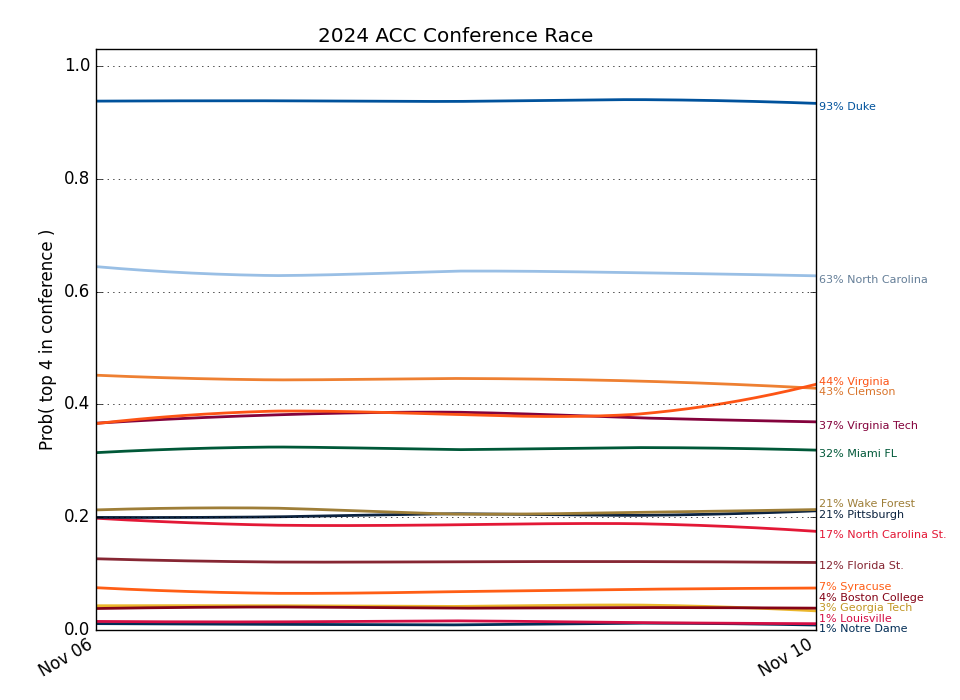 2024 ACC Conference Race
Prob( top 4 in conference )
1.0
0.8
0.6
0.4
0.2
0.0
Nov 06
Nov 10
93% Duke
63% North Carolina
44% Virginia
43% Clemson
37% Virginia Tech
32% Miami FL
21% Wake Forest
21% Pittsburgh
17% North Carolina St.
12% Florida St.
7% Syracuse
4% Boston College
3% Georgia Tech
1% Louisville
1% Notre Dame